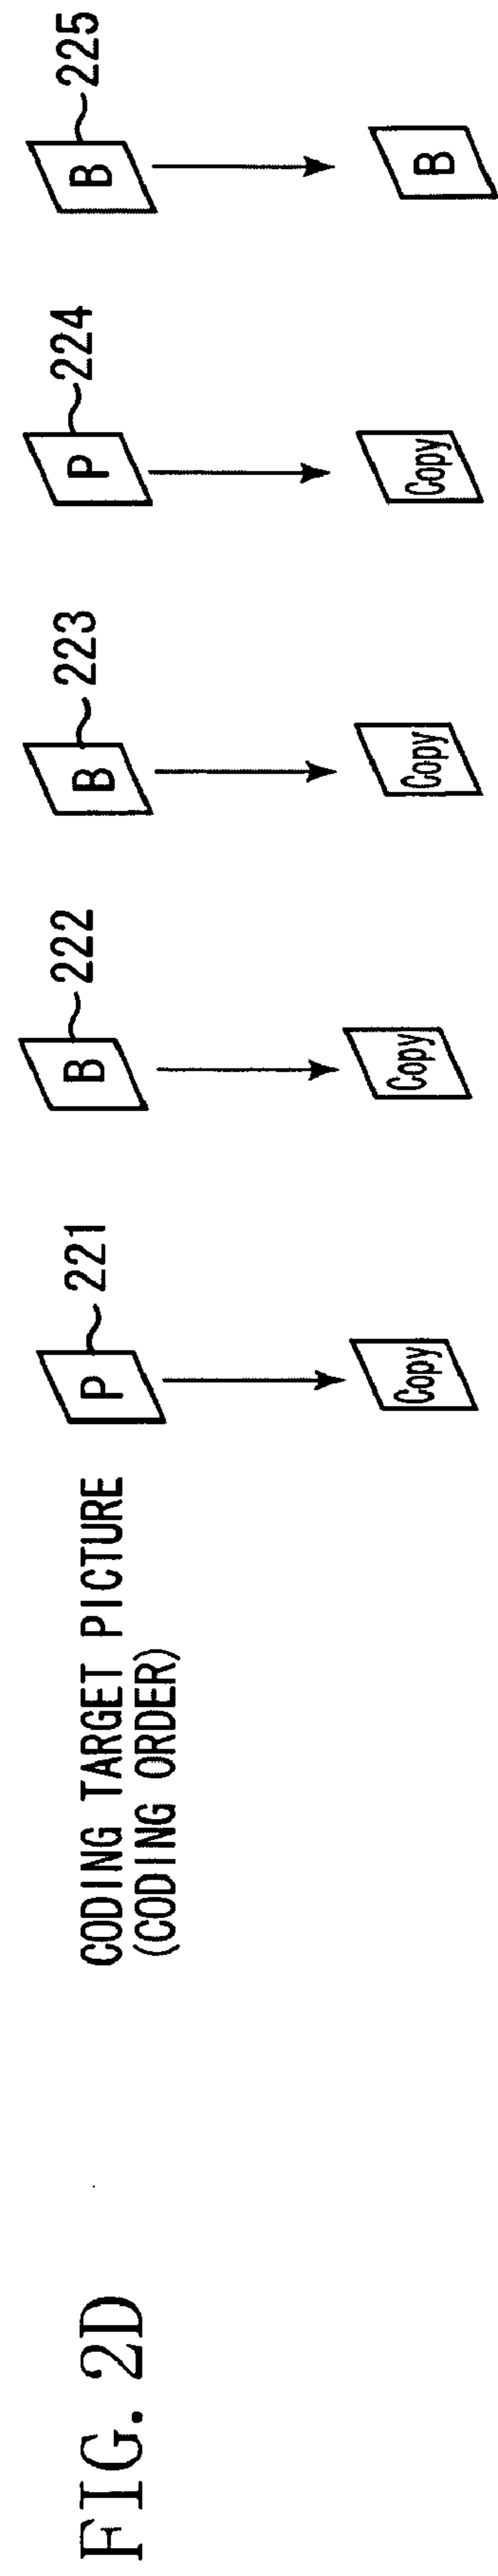 FIG. 2D
CODING TARGET PICTURE
(CODING ORDER)
P 221
B 222
B 223
P 224
B 225
Copy
Copy
Copy
Copy
B